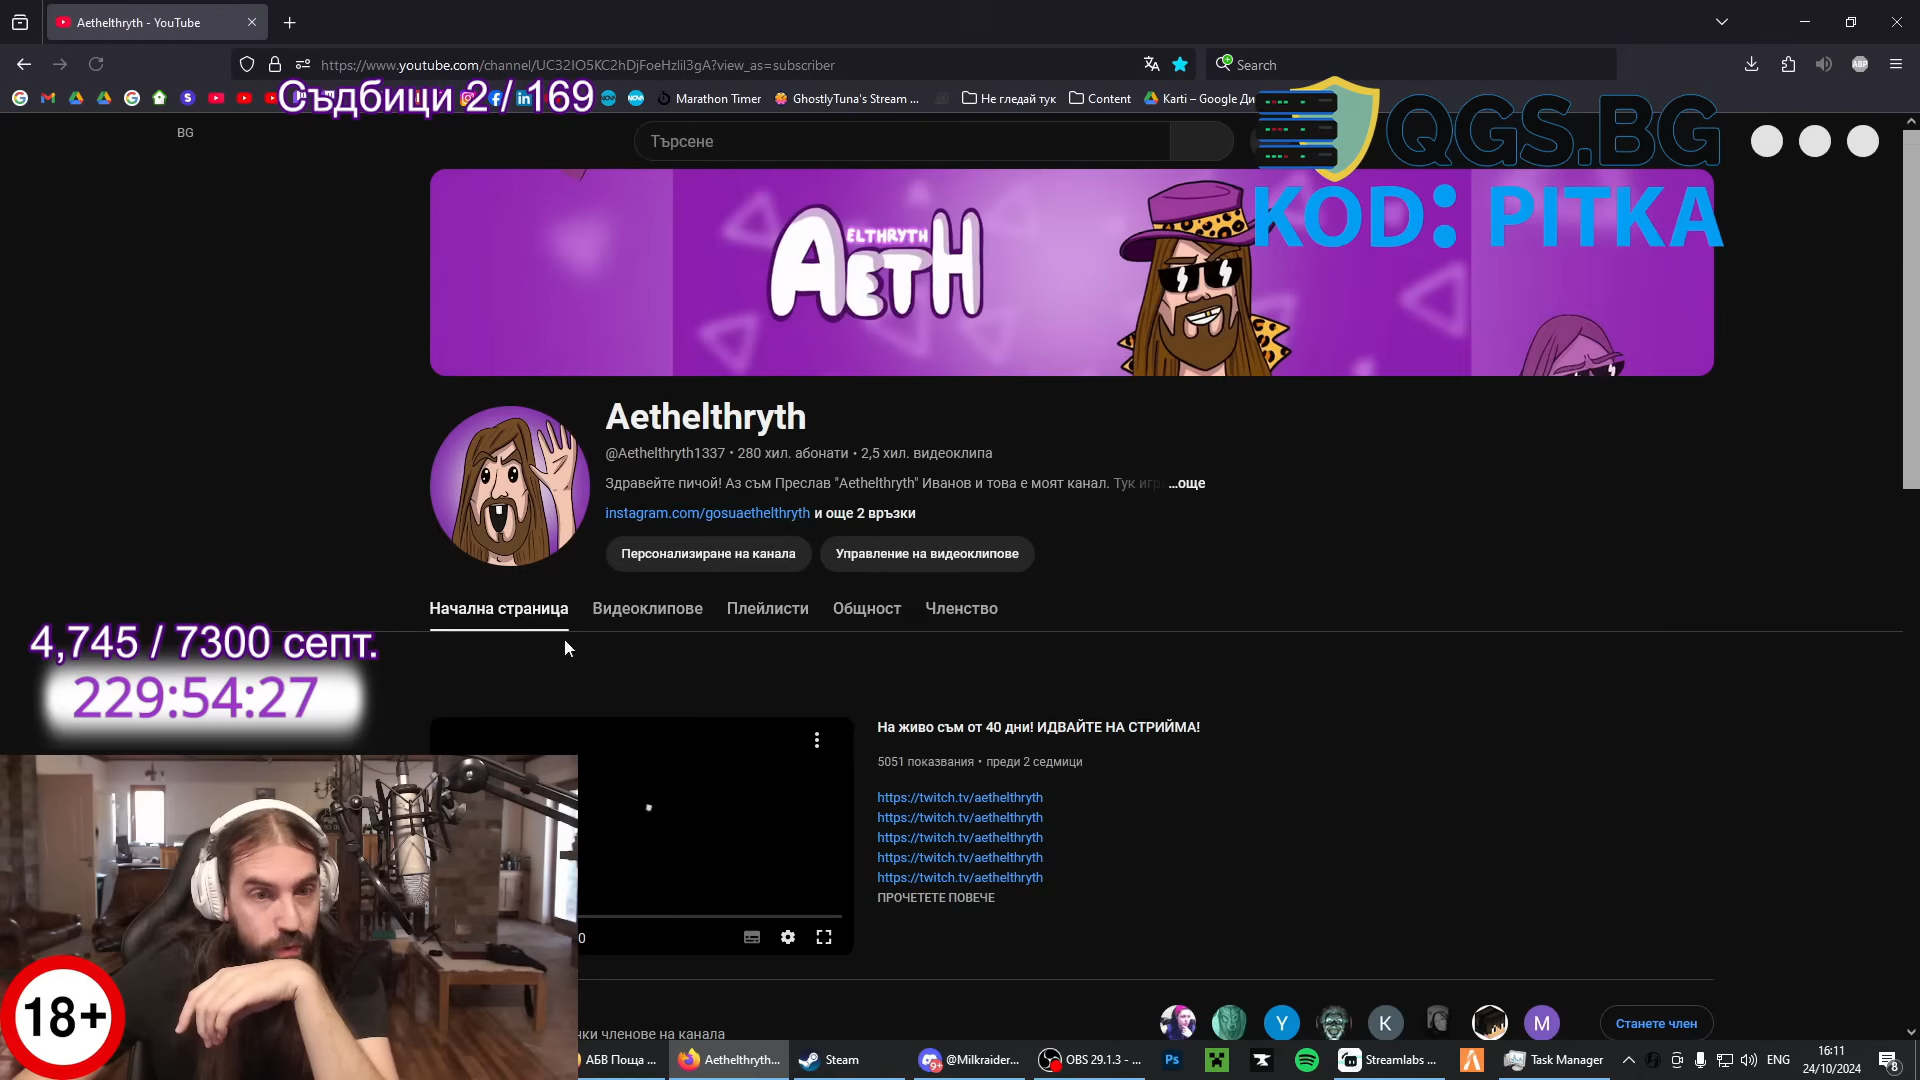 Aethelthryth - YouTube
https://www.youtube.com/channel/UC32IO5KC2hDjFoeHzlil3gA?view_as=subscriber
Search
Съдбици 2 / 169
Marathon Timer
GhostlyTuna's Stream ...
Не гледай тук
Content
Karti – Google Ди
BG
Търсене
QGS.BG
KOD: PITKA
AETH
ELTHRYTH
Aethelthryth
@Aethelthryth1337 • 280 хил. абонати • 2,5 хил. видеоклипа
Здравейте пичой! Аз съм Преслав "Aethelthryth" Иванов и това е моят канал. Тук игр ...още
instagram.com/gosuaethelthryth и още 2 връзки
Персонализиране на канала
Управление на видеоклипове
Начална страница
Видеоклипове
Плейлисти
Общност
Членство
4,745 / 7300 септ.
229:54:27
На живо съм от 40 дни! ИДВАЙТЕ НА СТРИЙМА!
5051 показвания • преди 2 седмици
https://twitch.tv/aethelthryth
https://twitch.tv/aethelthryth
https://twitch.tv/aethelthryth
https://twitch.tv/aethelthryth
https://twitch.tv/aethelthryth
ПРОЧЕТЕТЕ ПОВЕЧЕ
0
18+
нки членове на канала
Y
K
M
Станете член
АБВ Поща ...
Aethelthryth...
Steam
9+
@Milkraider...
OBS 29.1.3 - ...
Ps
Streamlabs ...
Task Manager
ENG
16:11
24/10/2024
8